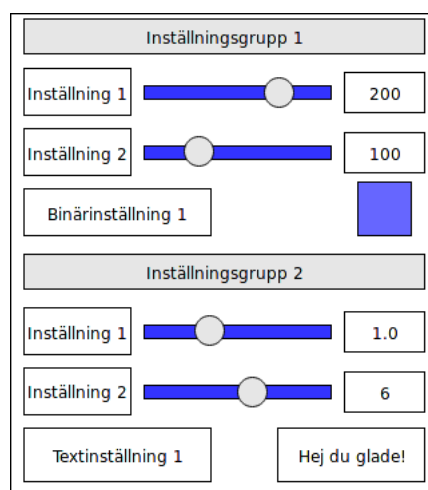 Inställningsgrupp 1
Inställning 1 200
Inställning 2 100
Binärinställning 1
Inställningsgrupp 2
Inställning 1 1.0
Inställning 2 6
Textinställning 1 Hej du glade!